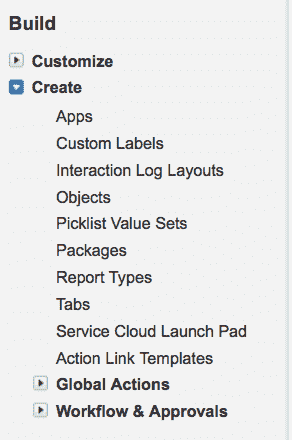 Build
Customize
Create
Apps
Custom Labels
Interaction Log Layouts
Objects
Picklist Value Sets
Packages
Report Types
Tabs
Service Cloud Launch Pad
Action Link Templates
Global Actions
Workflow & Approvals